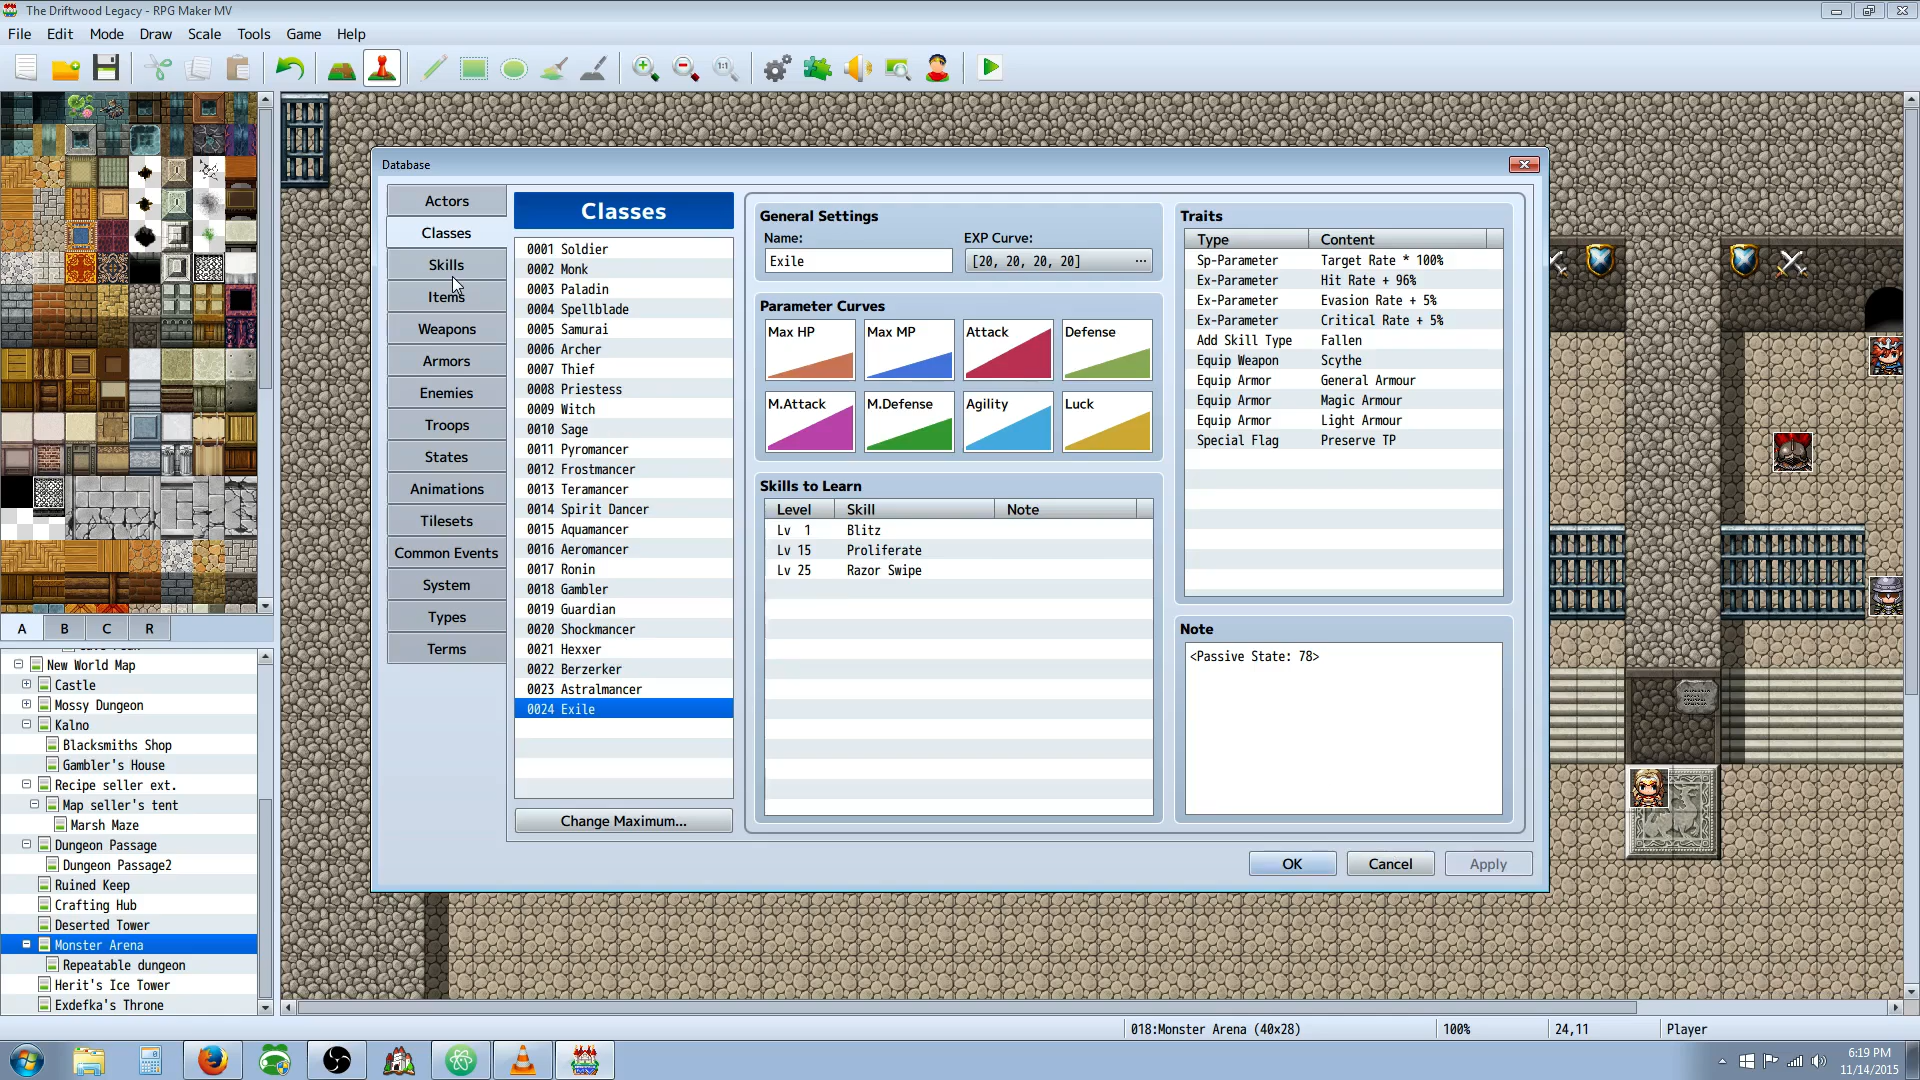 The Driftwood Legacy - RPG Maker MV
File Edit Mode Draw Scale Tools Game Help
1:1
A B C R
New World Map
Castle
Mossy Dungeon
Kalno
Blacksmiths Shop
Gambler's House
Recipe seller ext.
Map seller's tent
Marsh Maze
Dungeon Passage
Dungeon Passage2
Ruined Keep
Crafting Hub
Deserted Tower
Monster Arena
Repeatable dungeon
Herit's Ice Tower
Exdefka's Throne
Database
Actors
Classes
Skills
Items
Weapons
Armors
Enemies
Troops
States
Animations
Tilesets
Common Events
System
Types
Terms
Classes
0001 Soldier
0002 Monk
0003 Paladin
0004 Spellblade
0005 Samurai
0006 Archer
0007 Thief
0008 Priestess
0009 Witch
0010 Sage
0011 Pyromancer
0012 Frostmancer
0013 Teramancer
0014 Spirit Dancer
0015 Aquamancer
0016 Aeromancer
0017 Ronin
0018 Gambler
0019 Guardian
0020 Shockmancer
0021 Hexxer
0022 Berzerker
0023 Astralmancer
0024 Exile
Change Maximum...
General Settings
Name: EXP Curve:
Exile [20, 20, 20, 20] ...
Parameter Curves
Max HP Max MP Attack Defense
M.Attack M.Defense Agility Luck
Skills to Learn
Level Skill Note
Lv 1 Blitz
Lv 15 Proliferate
Lv 25 Razor Swipe
Traits
Type Content
Sp-Parameter Target Rate * 100%
Ex-Parameter Hit Rate + 96%
Ex-Parameter Evasion Rate + 5%
Ex-Parameter Critical Rate + 5%
Add Skill Type Fallen
Equip Weapon Scythe
Equip Armor General Armour
Equip Armor Magic Armour
Equip Armor Light Armour
Special Flag Preserve TP
Note
<Passive State: 78>
OK Cancel Apply
018:Monster Arena (40x28) 100% 24,11 Player
6:19 PM
11/14/2015